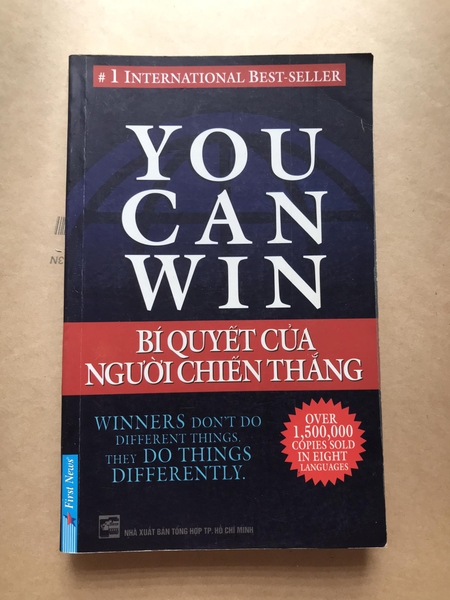 # 1 INTERNATIONAL BEST-SELLER
YOU
CAN
WIN
BÍ QUYẾT CỦA
NGƯỜI CHIẾN THẮNG
WINNERS DON'T DO
DIFFERENT THINGS.
THEY DO THINGS
DIFFERENTLY.
OVER
1,500,000
COPIES SOLD
IN EIGHT
LANGUAGES
First News
NHÀ XUẤT BẢN TỔNG HỢP TP. HỒ CHÍ MINH